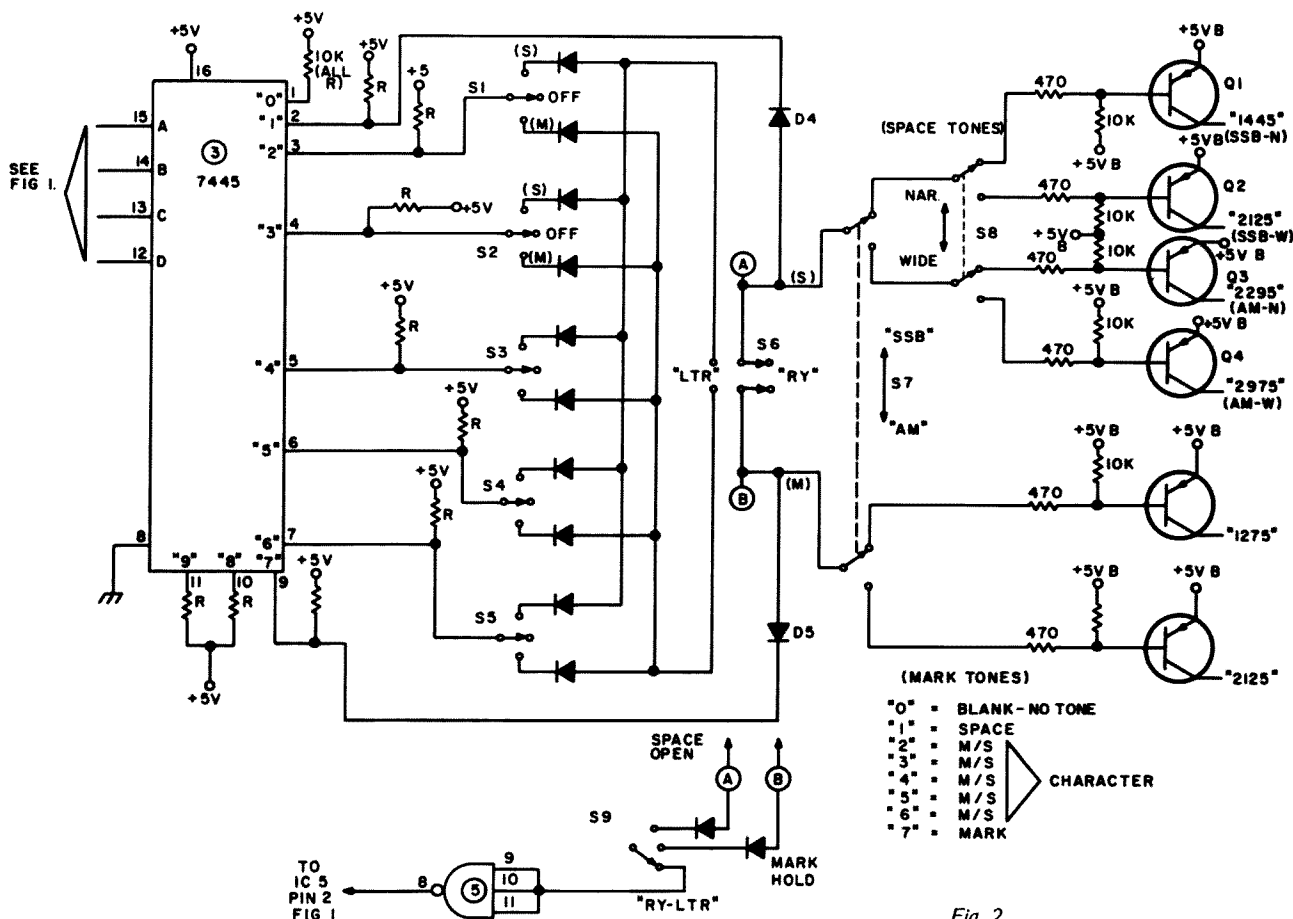 +5V
+5V
10K
(ALL
R)
+5V
+5
R
R
16
"0" 1
"1" 2
"2" 3
15 A
14 B
13 C
12 D
3
7445
SEE
FIG 1.
S1
(S)
OFF
(M)
"3" 4
R
+5V
S2
(S)
OFF
(M)
+5V
R
"4" 5
S3
+5V
R
"5" 6
S4
+5V
R
"6" 7
"7" 9
S5
8
"9" 11
"8" 10
R
R
+5V
+5V
"LTR"
D4
A
(S)
S6
"RY"
B
(M)
D5
(SPACE TONES)
NAR.
WIDE
S8
"SSB"
S7
"AM"
470
10K
+5V B
+5V B
Q1
"1445"
(SSB-N)
+5V B
470
10K
Q2
"2125"
(SSB-W)
+5V
B
10K
470
+5V B
Q3
"2295"
(AM-N)
+5V B
10K
470
+5V B
Q4
"2975"
(AM-W)
+5V B
10K
470
+5V B
"1275"
+5V B
470
+5V B
"2125"
(MARK TONES)
"0" = BLANK-NO TONE
"1" = SPACE
"2" = M/S
"3" = M/S
"4" = M/S
"5" = M/S
"6" = M/S
CHARACTER
"7" = MARK
SPACE
OPEN
A
B
S9
MARK
HOLD
"RY-LTR"
9
10
11
5
8
TO
IC 5
PIN 2
FIG 1
Fig. 2